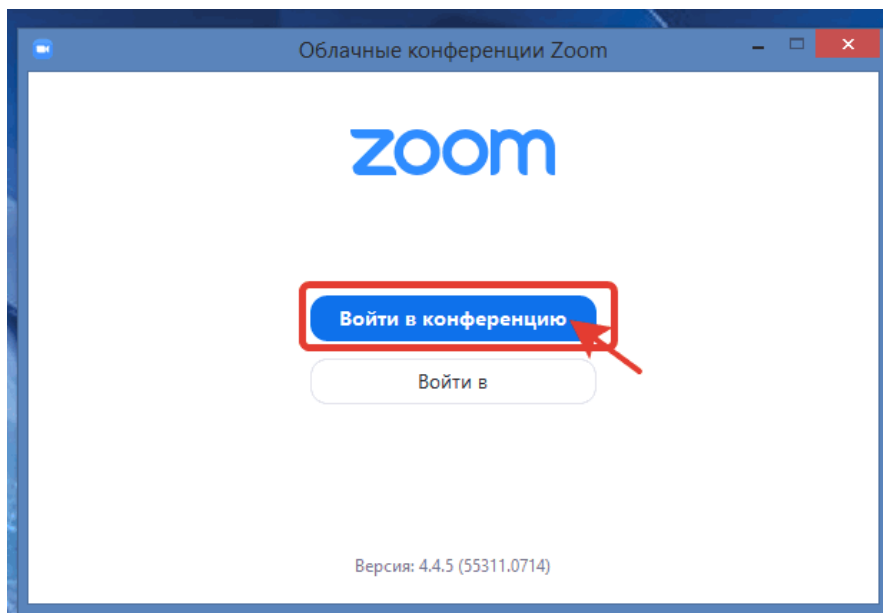 Облачные конференции Zoom
zoom
Войти в конференцию
Войти в
Версия: 4.4.5 (55311.0714)